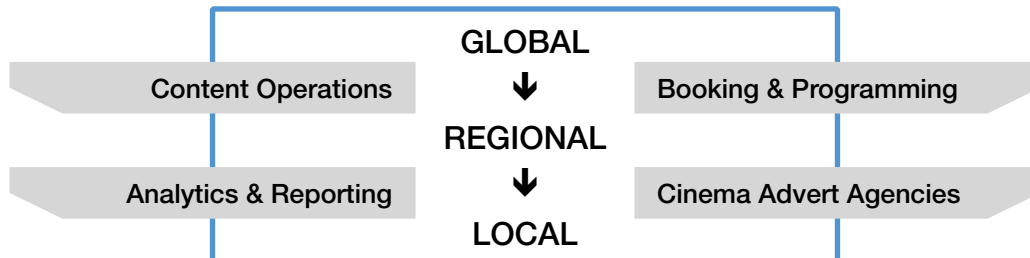 GLOBAL
Content Operations
Booking & Programming
REGIONAL
Analytics & Reporting
Cinema Advert Agencies
LOCAL